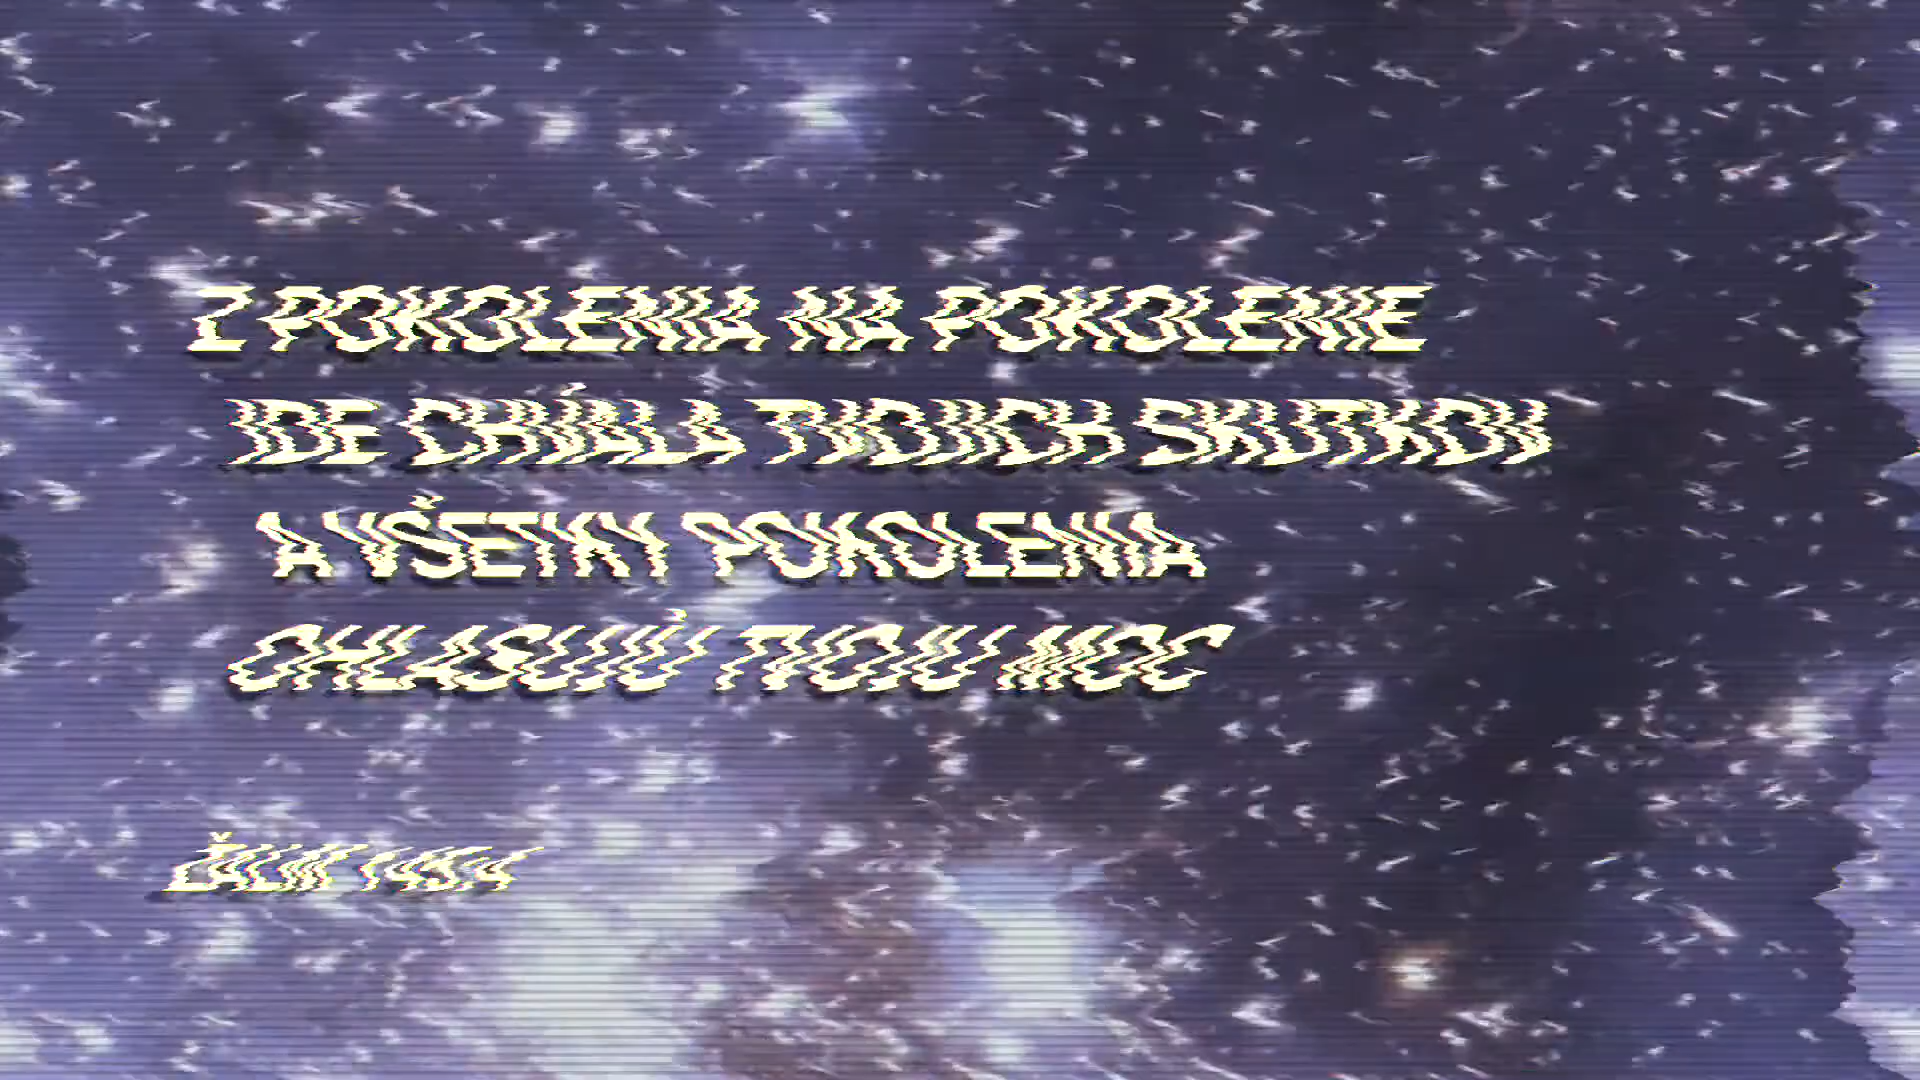 Z POKOLENIA NA POKOLENIE
IDE CHVÁLA TVOJICH SKUTKOV
A VŠETKY POKOLENIA
OHLASUJÚ TVOJU MOC
ŽALM 145:4